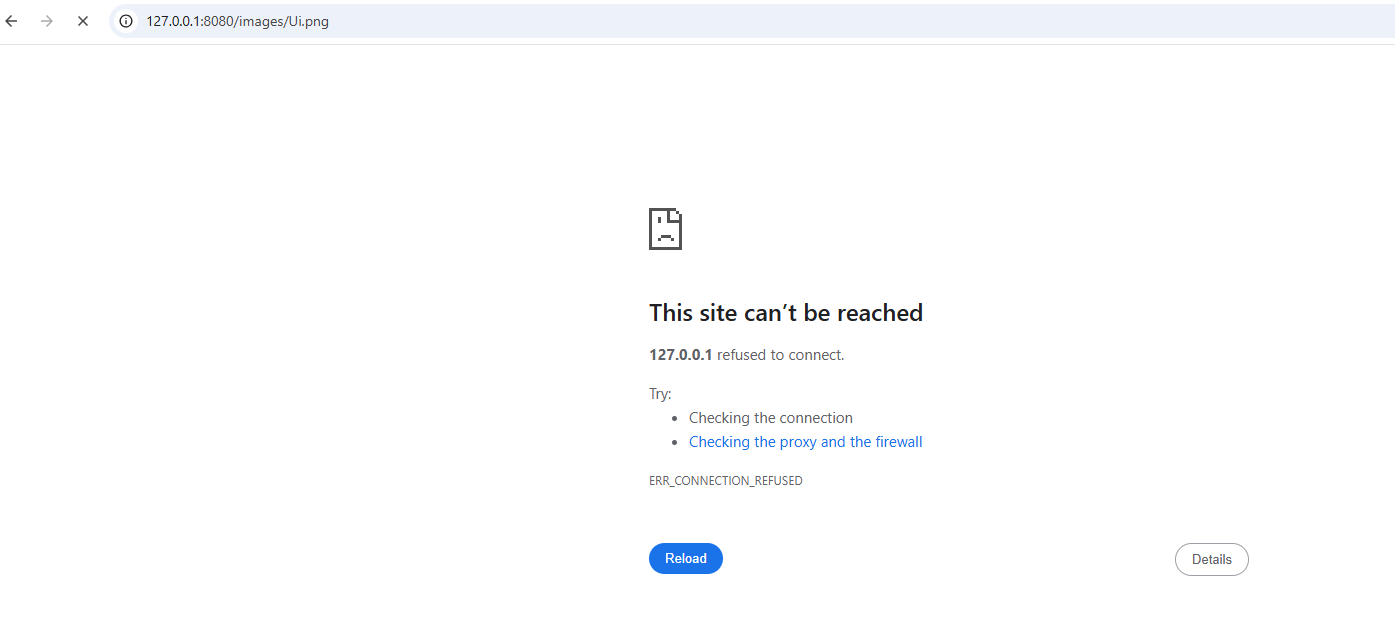 127.0.0.1:8080/images/Ui.png
This site can’t be reached
127.0.0.1 refused to connect.
Try:
• Checking the connection
• Checking the proxy and the firewall
ERR_CONNECTION_REFUSED
Reload
Details